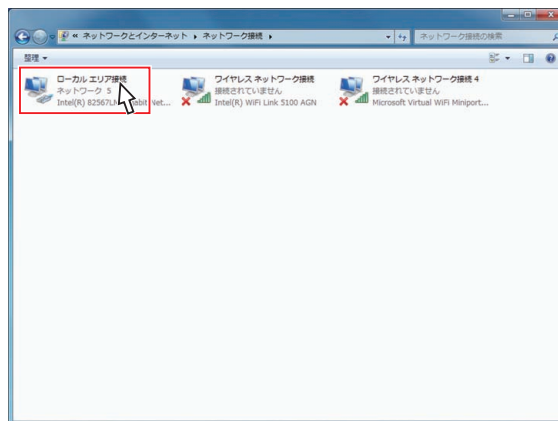 « ネットワークとインターネット ▸ ネットワーク接続 ▸
ネットワーク接続の検索
整理 ▾
ローカル エリア接続
ネットワーク 5
Intel(R) 82567LM Gigabit Net...
ワイヤレス ネットワーク接続
接続されていません
Intel(R) WiFi Link 5100 AGN
ワイヤレス ネットワーク接続 4
接続されていません
Microsoft Virtual WiFi Miniport...